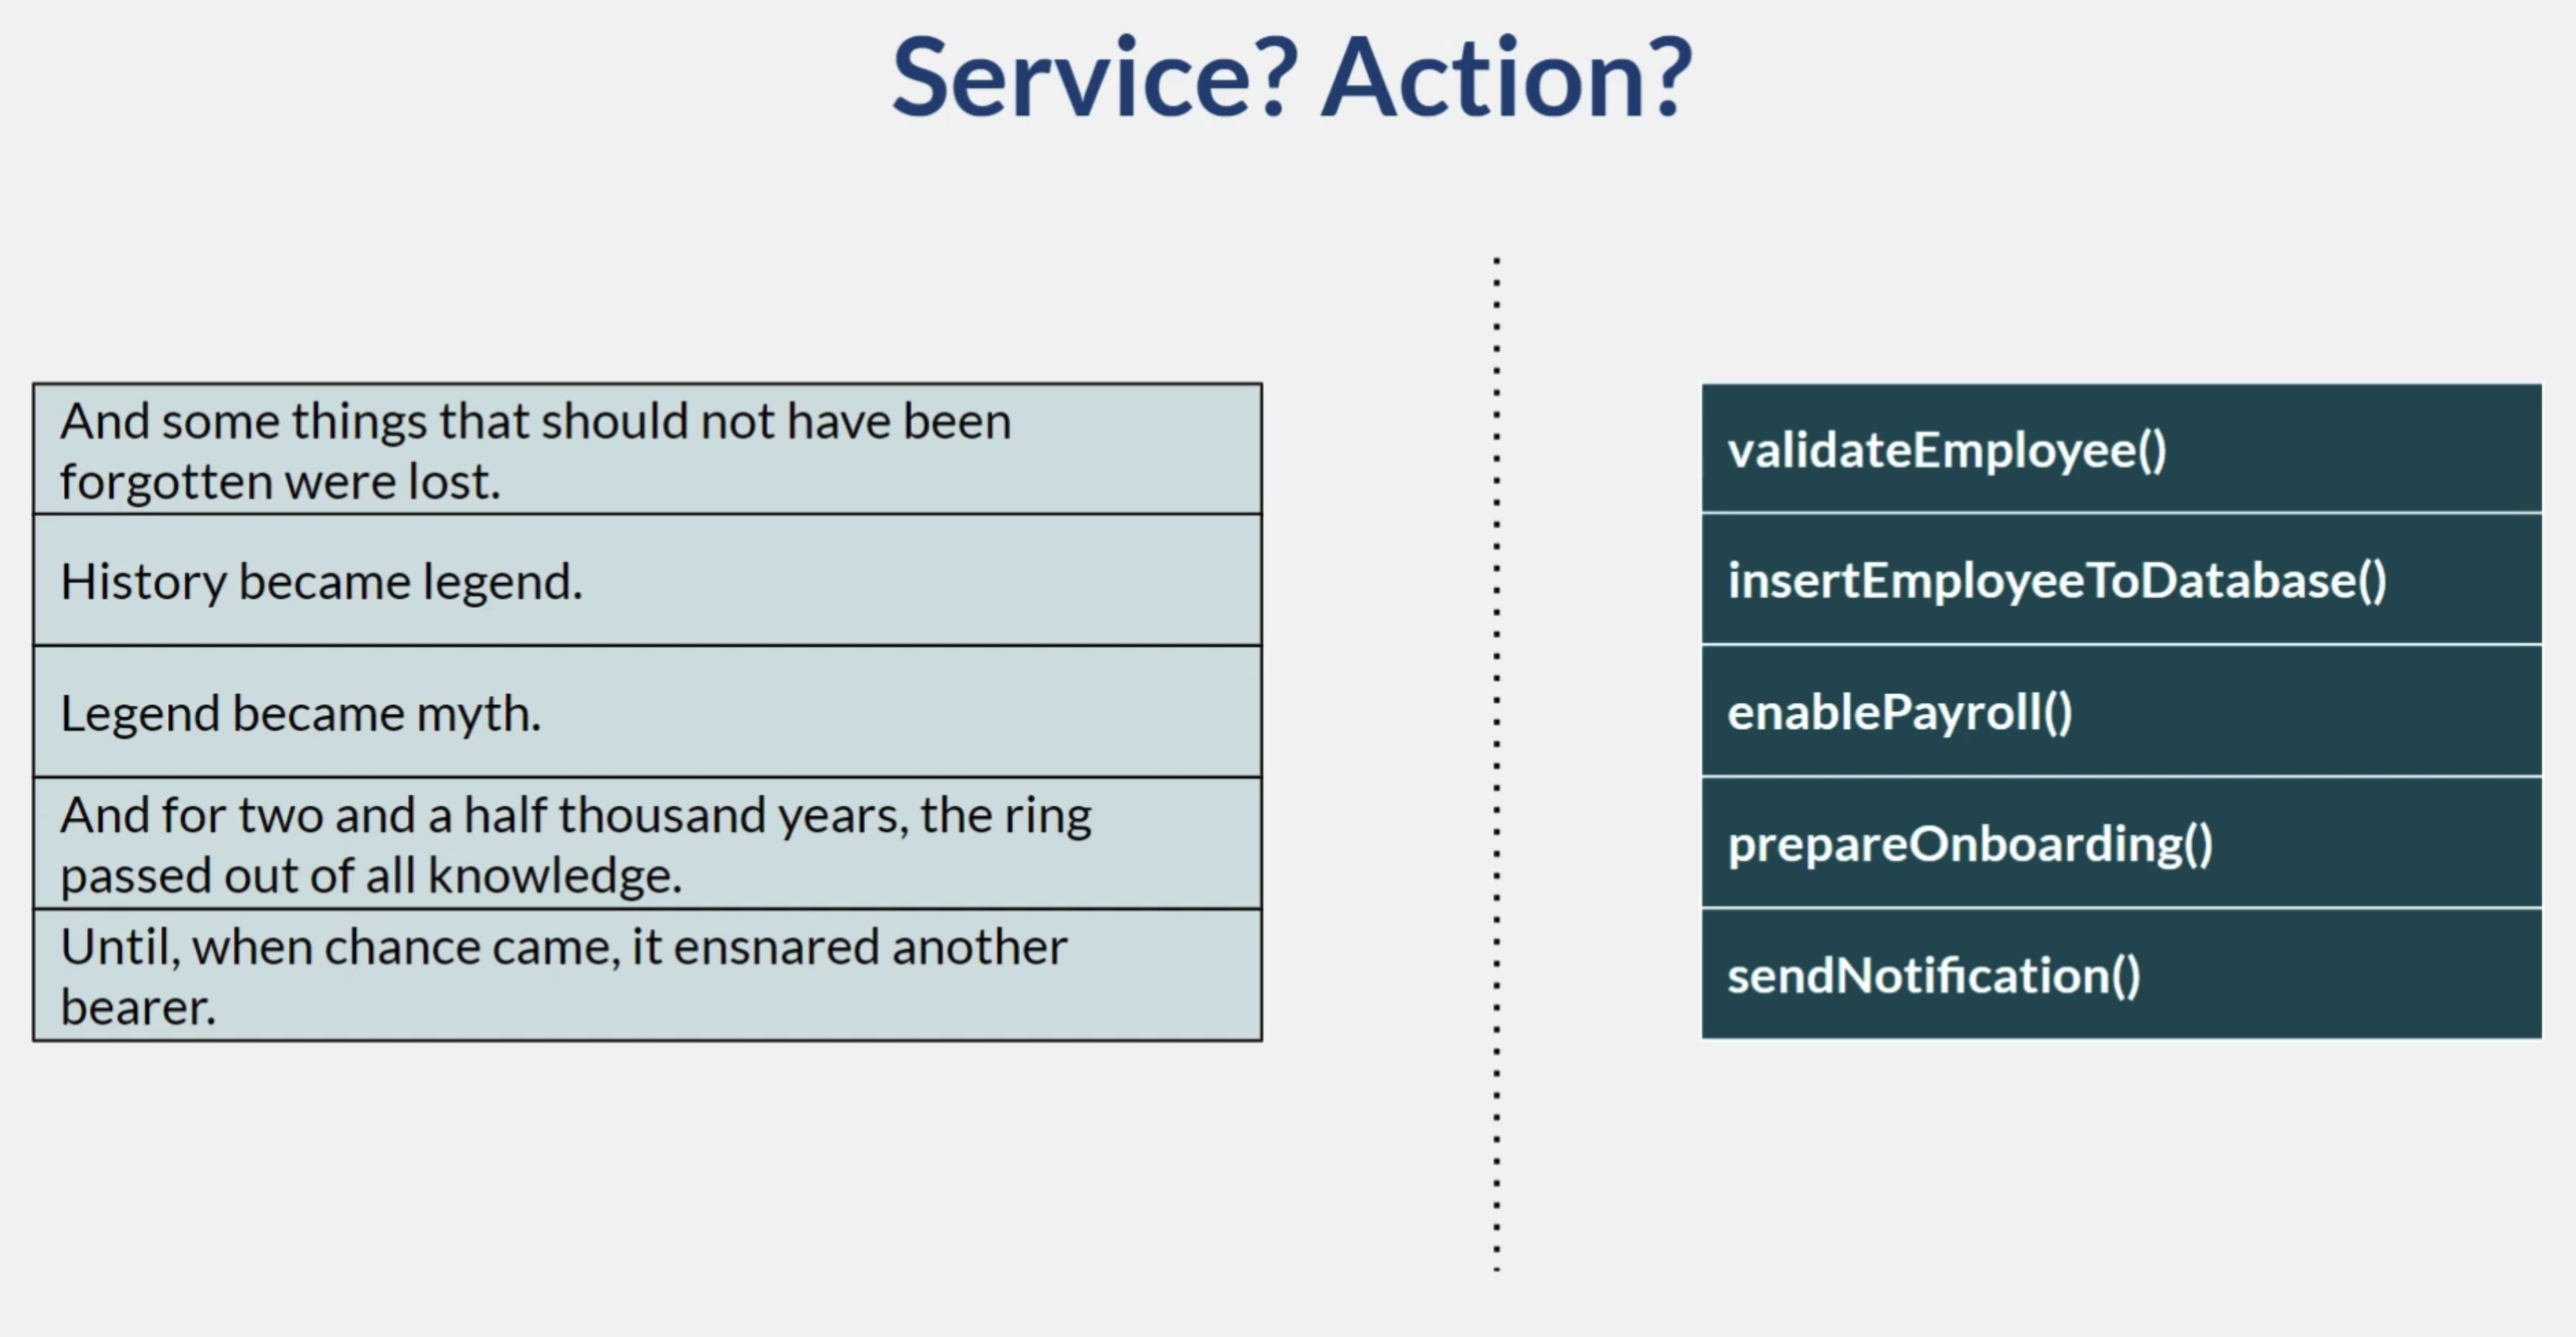 Service? Action?
And some things that should not have been
forgotten were lost.
History became legend.
Legend became myth.
And for two and a half thousand years, the ring
passed out of all knowledge.
Until, when chance came, it ensnared another
bearer.
validateEmployee()
insertEmployeeToDatabase()
enablePayroll()
prepareOnboarding()
sendNotification()